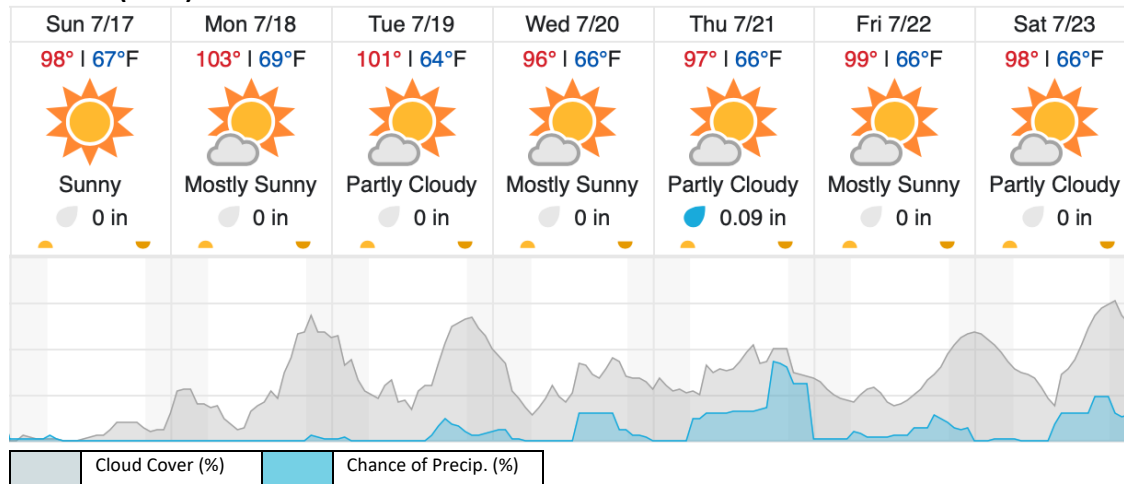 Sun 7/17 Mon 7/18 Tue 7/19 Wed 7/20 Thu 7/21 Fri 7/22 Sat 7/23
98° | 67°F 103° | 69°F 101° | 64°F 96° | 66°F 97° | 66°F 99° | 66°F 98° | 66°F
Sunny Mostly Sunny Partly Cloudy Mostly Sunny Partly Cloudy Mostly Sunny Partly Cloudy
0 in 0 in 0 in 0 in 0.09 in 0 in 0 in
Cloud Cover (%) Chance of Precip. (%)